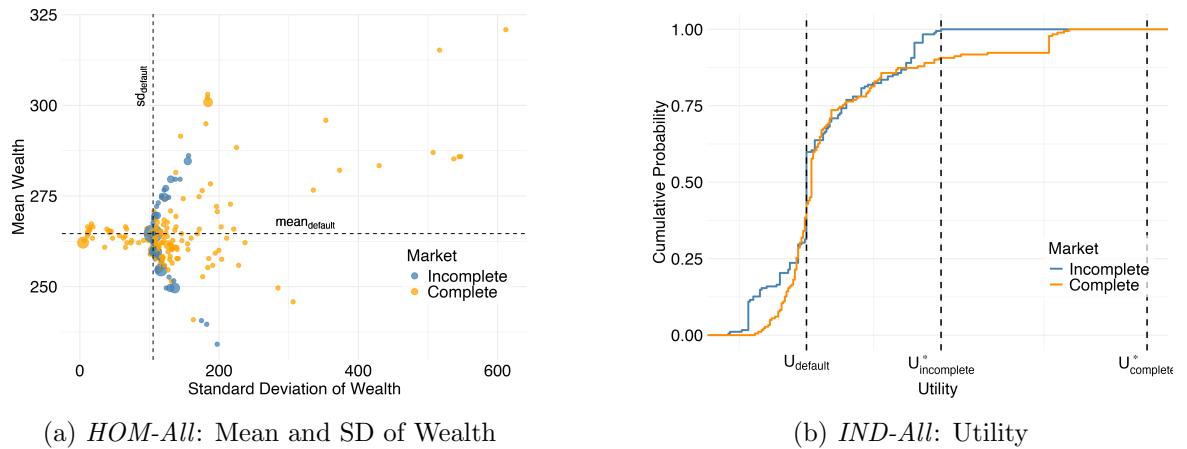 325
300
275
250
Mean Wealth
sd_default
mean_default
Market
Incomplete
Complete
0 200 400 600
Standard Deviation of Wealth
(a) HOM-All: Mean and SD of Wealth
1.00
0.75
0.50
0.25
0.00
Cumulative Probability
Market
Incomplete
Complete
U_default U*_incomplete U*_complete
Utility
(b) IND-All: Utility